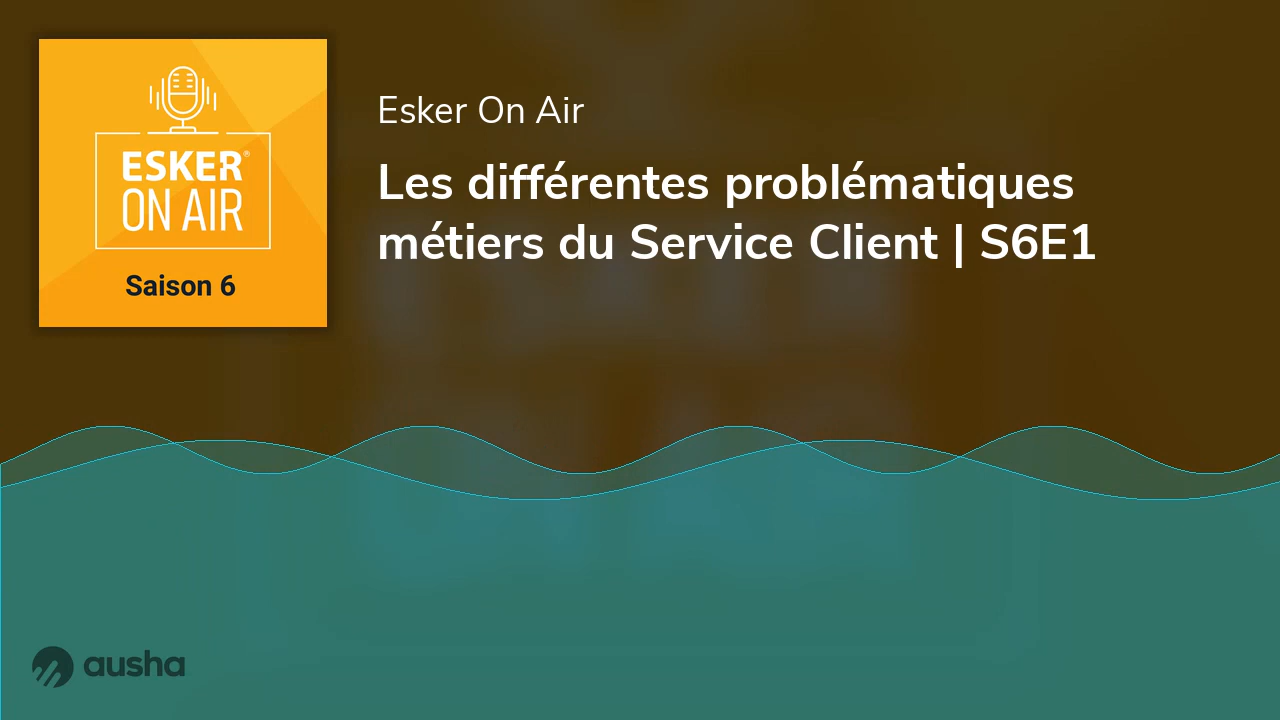 ESKER®
ON AIR
Saison 6
Esker On Air
Les différentes problématiques
métiers du Service Client | S6E1
ausha